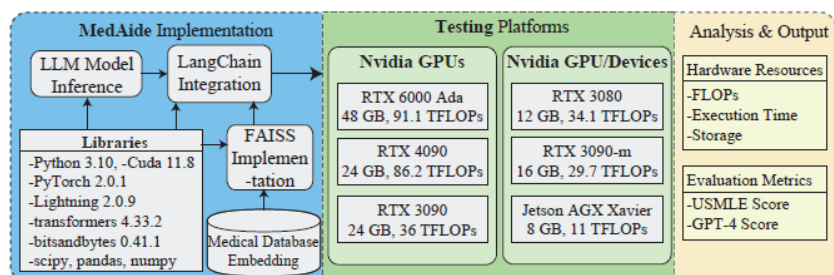 MedAide Implementation
LLM Model
Inference
LangChain
Integration
Libraries
-Python 3.10, -Cuda 11.8
-PyTorch 2.0.1
-Lightning 2.0.9
-transformers 4.33.2
-bitsandbytes 0.41.1
-scipy, pandas, numpy
FAISS
Implemen
-tation
Medical Database
Embedding
Testing Platforms
Nvidia GPUs
RTX 6000 Ada
48 GB, 91.1 TFLOPs
RTX 4090
24 GB, 86.2 TFLOPs
RTX 3090
24 GB, 36 TFLOPs
Nvidia GPU/Devices
RTX 3080
12 GB, 34.1 TFLOPs
RTX 3090-m
16 GB, 29.7 TFLOPs
Jetson AGX Xavier
8 GB, 11 TFLOPs
Analysis & Output
Hardware Resources
-FLOPs
-Execution Time
-Storage
Evaluation Metrics
-USMLE Score
-GPT-4 Score